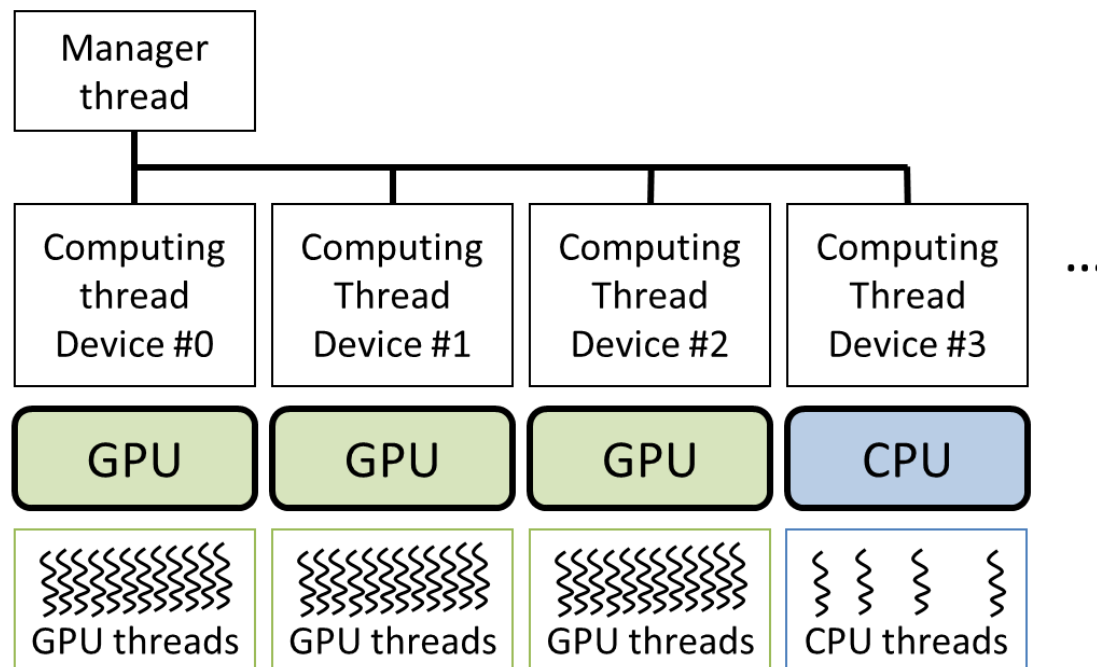 Manager
thread
Computing
thread
Device #0
Computing
Thread
Device #1
Computing
Thread
Device #2
Computing
Thread
Device #3
...
GPU
GPU
GPU
CPU
GPU threads
GPU threads
GPU threads
CPU threads